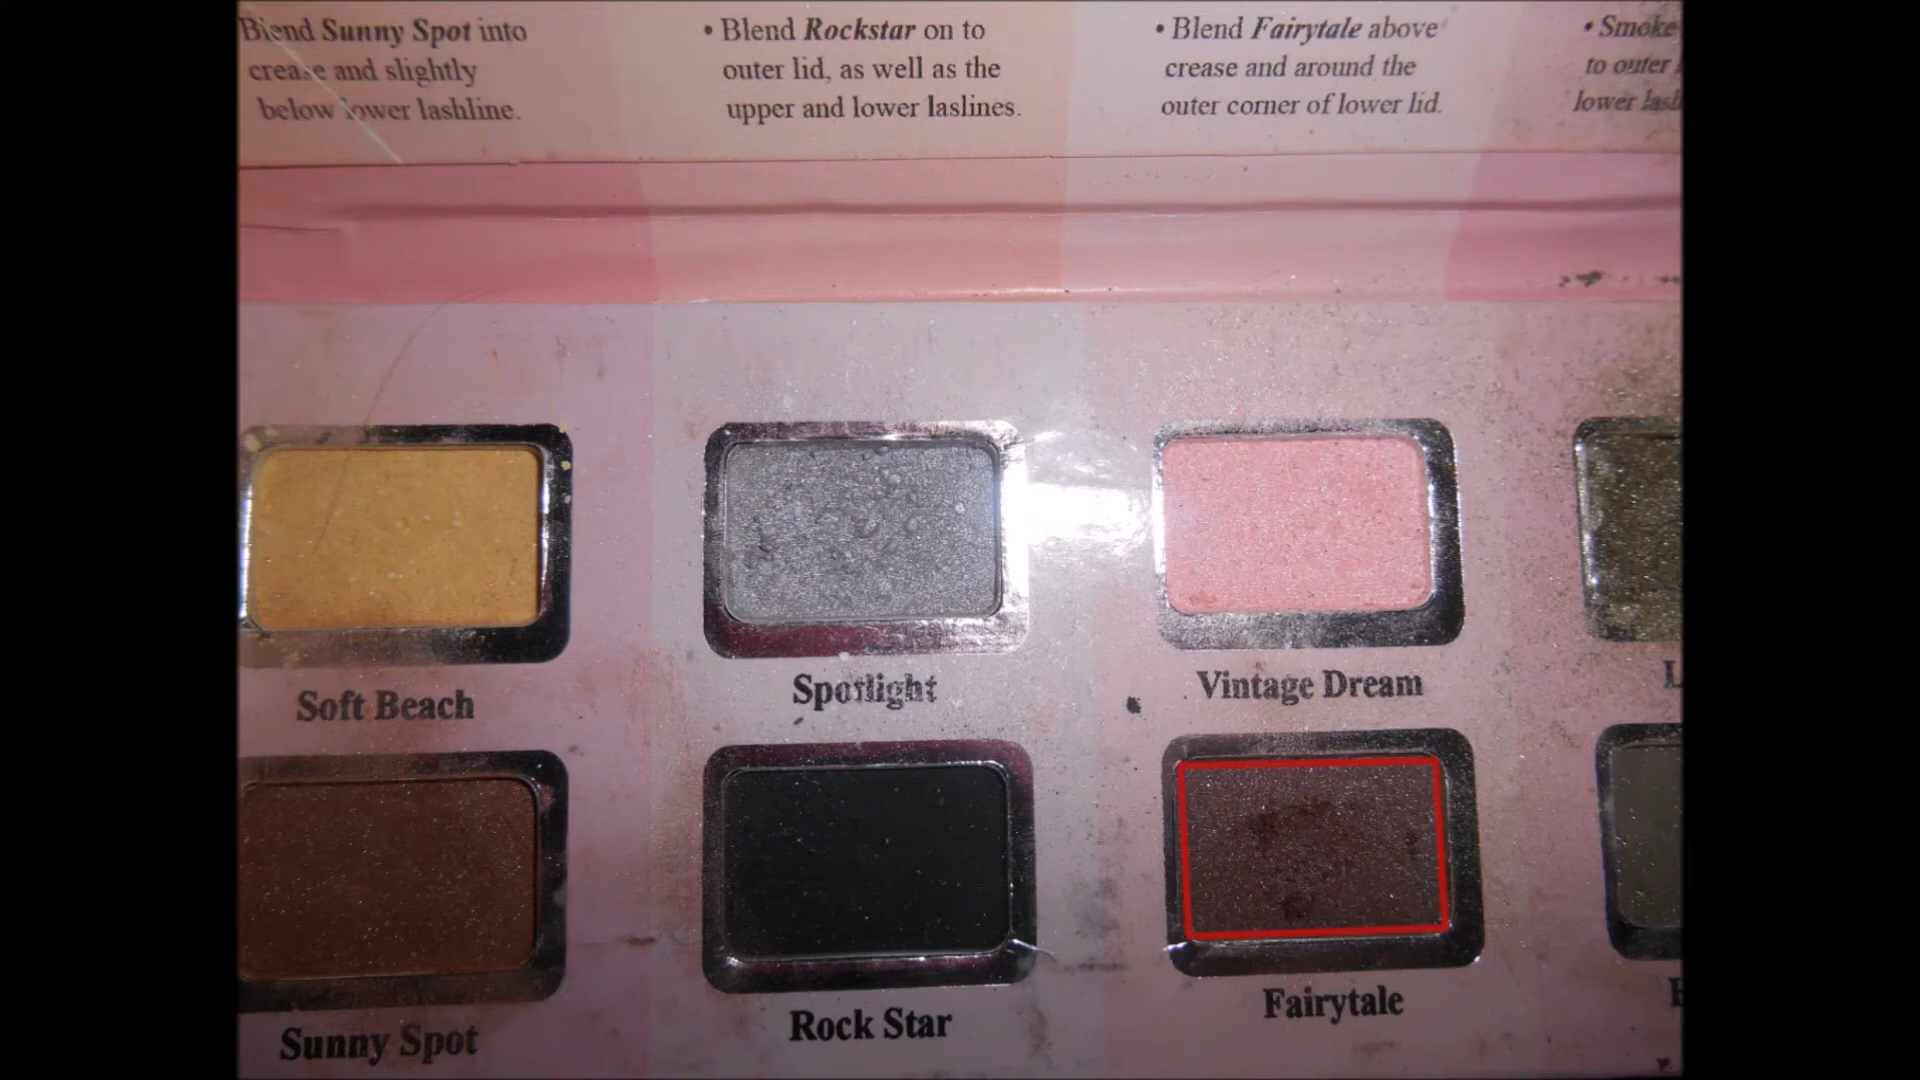 Blend Sunny Spot into
crease and slightly
below lower lashline.
• Blend Rockstar on to
outer lid, as well as the
upper and lower laslines.
• Blend Fairytale above
crease and around the
outer corner of lower lid.
• Smoke
to outer
lower
Soft Beach
Spotlight
Vintage Dream
Sunny Spot
Rock Star
Fairytale